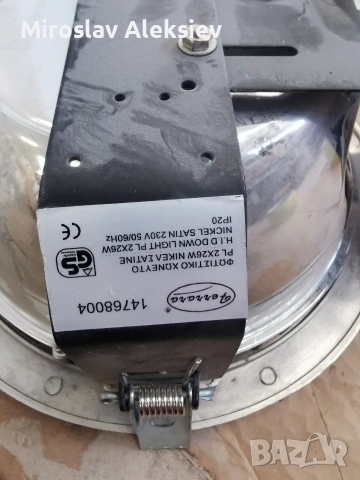 Miroslav Aleksiev
Ferrara
14768004
ΦΩΤΙΣΤΙΚΟ ΧΩΝΕΥΤΟ
PL 2X26W ΝΙΚΕΛ ΣΑΤΙΝΕ
H.I.D DOWN LIGHT PL 2X26W
NICKEL SATIN 230V 50/60Hz
IP20
GS
BAZAR
bg